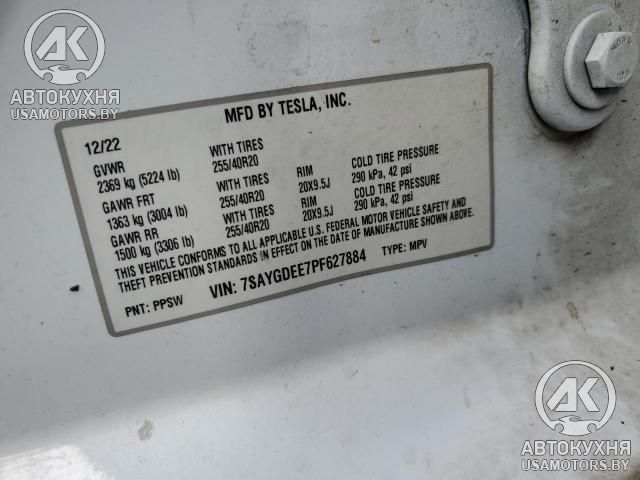 AK
АВТОКУХНЯ
USAMOTORS.BY
MFD BY TESLA, INC.
12/22
GVWR WITH TIRES
2369 kg (5224 lb) 255/40R20 RIM COLD TIRE PRESSURE
GAWR FRT WITH TIRES 20X9.5J 290 kPa, 42 psi
1363 kg (3004 lb) 255/40R20 RIM COLD TIRE PRESSURE
GAWR RR WITH TIRES 20X9.5J 290 kPa, 42 psi
1500 kg (3306 lb) 255/40R20
THIS VEHICLE CONFORMS TO ALL APPLICABLE U.S. FEDERAL MOTOR VEHICLE SAFETY AND
THEFT PREVENTION STANDARDS IN EFFECT ON THE DATE OF MANUFACTURE SHOWN ABOVE.
PNT: PPSW VIN: 7SAYGDEE7PF627884 TYPE: MPV
AK
АВТОКУХНЯ
USAMOTORS.BY